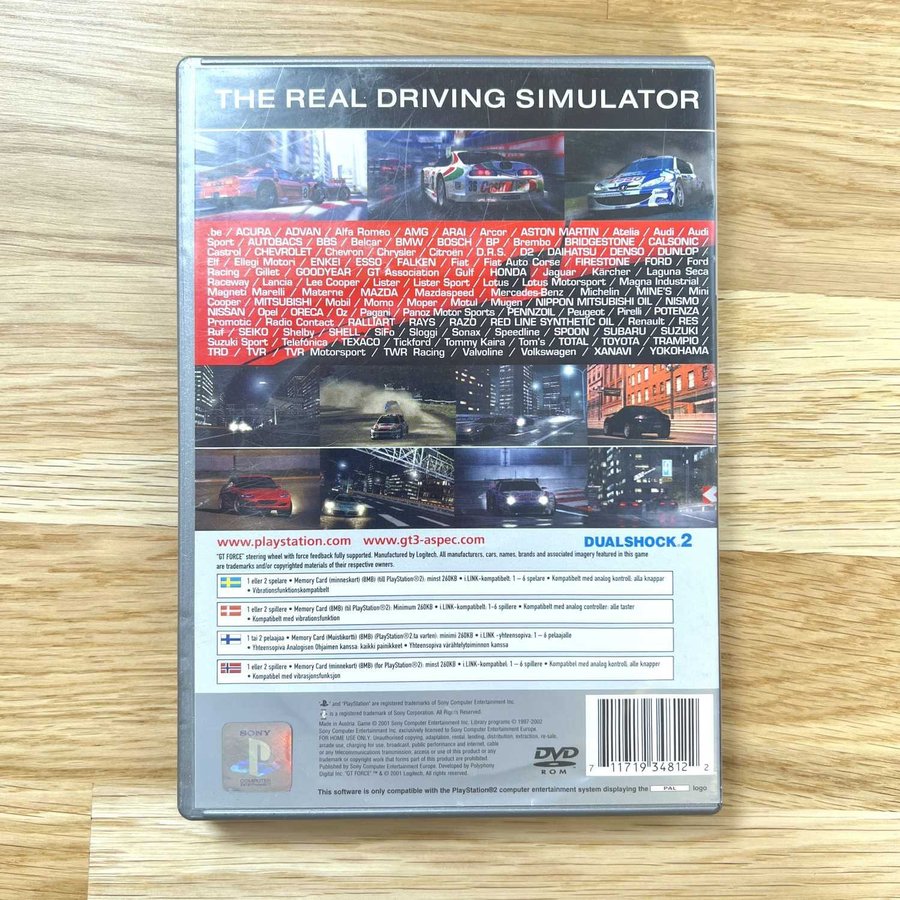 THE REAL DRIVING SIMULATOR
.be / ACURA / ADVAN / Alfa Romeo / AMG / ARAI / Arcor / ASTON MARTIN / Atelia / Audi / Audi
Sport / AUTOBACS / BBS / Belcar / BMW / BOSCH / BP / Brembo / BRIDGESTONE / CALSONIC
Castrol / CHEVROLET / Chevron / Chrysler / Citroën / D.R.S. / D2 / DAIHATSU / DENSO / DUNLOP
Elf / Ellegi Motori / ENKEI / ESSO / FALKEN / Fiat / Fiat Auto Corse / FIRESTONE / FORD / Ford
Racing / Gillet / GOODYEAR / GT Association / Gulf / HONDA / Jaguar / Kärcher / Laguna Seca
Raceway / Lancia / Lee Cooper / Lister / Lister Sport / Lotus / Lotus Motorsport / Magna Industrial /
Magneti Marelli / Materne / MAZDA / Mazdaspeed / Mercedes-Benz / Michelin / MINE'S / Mini
Cooper / MITSUBISHI / Mobil / Momo / Moper / Motul / Mugen / NIPPON MITSUBISHI OIL / NISMO
NISSAN / Opel / ORECA / Oz / Pagani / Panoz Motor Sports / PENNZOIL / Peugeot / Pirelli / POTENZA
Promotic / Radio Contact / RALLIART / RAYS / RAZO / RED LINE SYNTHETIC OIL / Renault / RES
Ruf / SEIKO / Shelby / SHELL / SiFo / Sloggi / Sonax / Speedline / SPOON / SUBARU / SUZUKI
Suzuki Sport / Telefónica / TEXACO / Tickford / Tommy Kaira / Tom's / TOTAL / TOYOTA / TRAMPIO
TRD / TVR / TVR Motorsport / TWR Racing / Valvoline / Volkswagen / XANAVI / YOKOHAMA
www.playstation.com www.gt3-aspec.com DUALSHOCK 2
"GT FORCE" steering wheel with force feedback fully supported. Manufactured by Logitech. All manufacturers, cars, names, brands and associated imagery featured in this game
are trademarks and/or copyrighted materials of their respective owners.
1 eller 2 spelare • Memory Card (minneskort) (8MB) (till PlayStation®2): minst 260KB • i.LINK-kompatibelt: 1 – 6 spelare • Kompatibelt med analog kontroll, alla knappar
• Vibrationsfunktionskompatibelt
1 eller 2 spillere • Memory Card (8MB) (til PlayStation®2): Minimum 260KB • i.LINK-kompatibelt, 1-6 spillere • Kompatibelt med analog controller: alle taster
• Kompatibelt med vibrationsfunktion
1 tai 2 pelaajaa • Memory Card (Muistikortti) (8MB) (PlayStation®2:ta varten), minimi 260KB • i.LINK -yhteensopiva, 1 – 6 pelaajalle
• Yhteensopiva Analogisen Ohjaimen kanssa: kaikki painikkeet • Yhteensopiva värähtelytoiminnon kanssa
1 eller 2 spillere • Memory Card (minnekort) (8MB) (for PlayStation®2): minst 260KB • i.LINK-kompatibel, 1 – 6 spillere • Kompatibel med analog kontroll, alle knapper
• Kompatibel med vibrasjonsfunksjon
and "PlayStation" are registered trademarks of Sony Computer Entertainment Inc.
is a registered trademark of Sony Corporation. All Rights Reserved.
Made in Austria. Game © 2001 Sony Computer Entertainment Inc. Library programs © 1997-2002
Sony Computer Entertainment Inc. exclusively licensed to Sony Computer Entertainment Europe.
FOR HOME USE ONLY. Unauthorised copying, adaptation, rental, lending, distribution, extraction, re-sale,
arcade use, charging for use, broadcast, public performance and internet, cable
or any telecommunications transmission, access or use of this product or any
trademark or copyright work that forms part of this product are prohibited.
Published by Sony Computer Entertainment Europe. Developed by Polyphony
Digital Inc. "GT FORCE" ™ & © 2001 Logitech. All rights reserved.
SONY
COMPUTER
ENTERTAINMENT
DVD
ROM
7 11719 34812 2
This software is only compatible with the PlayStation®2 computer entertainment system displaying the PAL logo